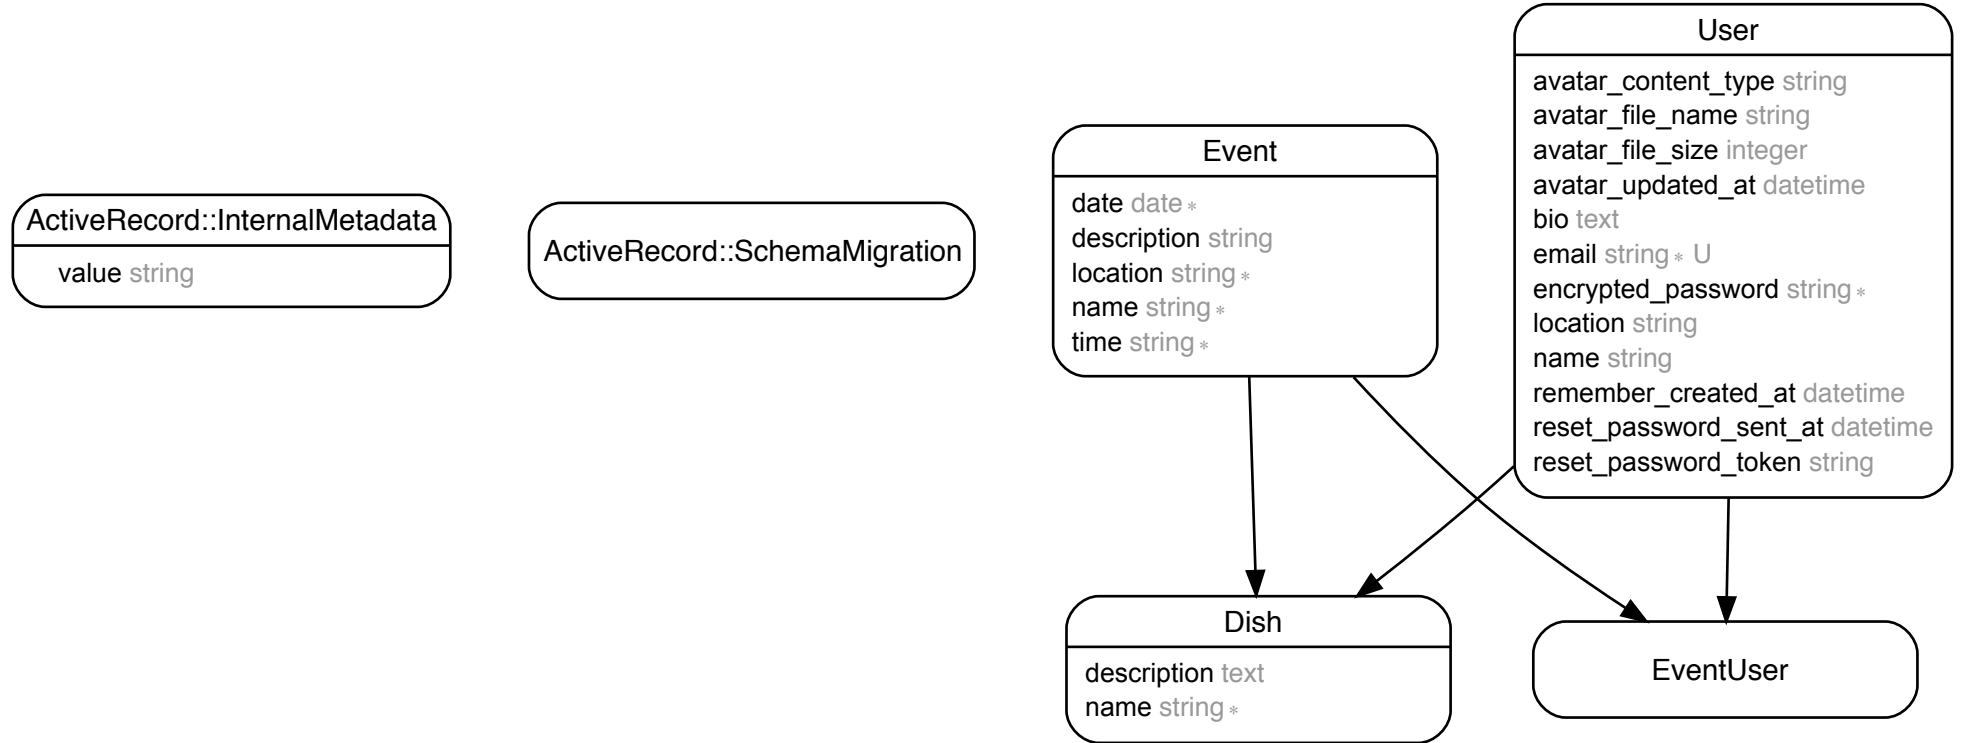 ActiveRecord::InternalMetadata
value string
ActiveRecord::SchemaMigration
Event
date date *
description string
location string *
name string *
time string *
User
avatar_content_type string
avatar_file_name string
avatar_file_size integer
avatar_updated_at datetime
bio text
email string * U
encrypted_password string *
location string
name string
remember_created_at datetime
reset_password_sent_at datetime
reset_password_token string
Dish
description text
name string *
EventUser